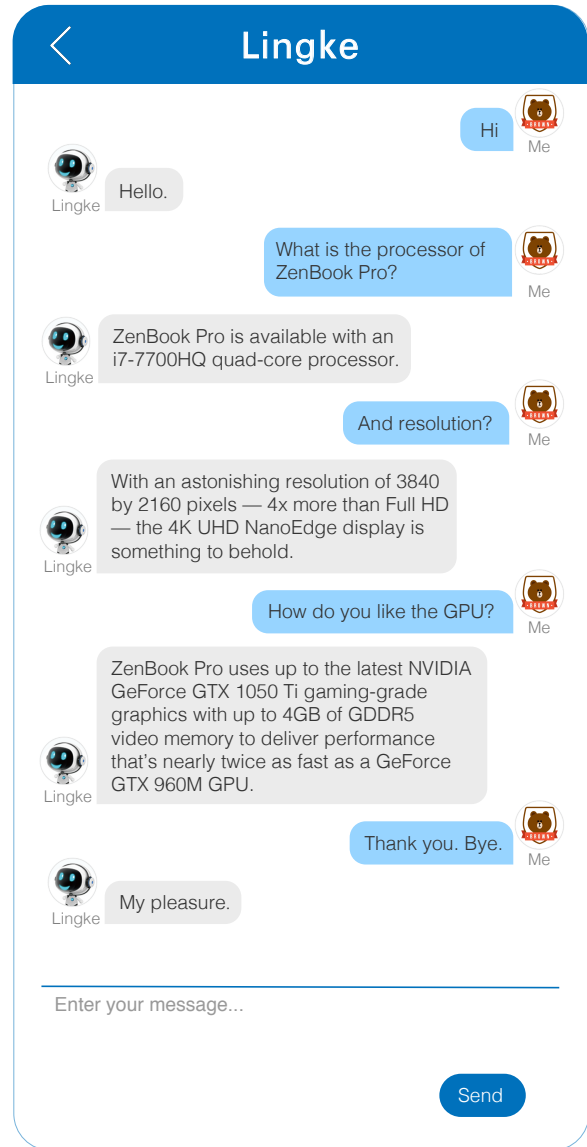 Lingke
Hi
Me
Lingke
Hello.
What is the processor of
ZenBook Pro?
Me
Lingke
ZenBook Pro is available with an
i7-7700HQ quad-core processor.
And resolution?
Me
With an astonishing resolution of 3840
by 2160 pixels — 4x more than Full HD
— the 4K UHD NanoEdge display is
something to behold.
Lingke
How do you like the GPU?
Me
ZenBook Pro uses up to the latest NVIDIA
GeForce GTX 1050 Ti gaming-grade
graphics with up to 4GB of GDDR5
video memory to deliver performance
that’s nearly twice as fast as a GeForce
GTX 960M GPU.
Lingke
Thank you. Bye.
Me
Lingke
My pleasure.
Enter your message...
Send